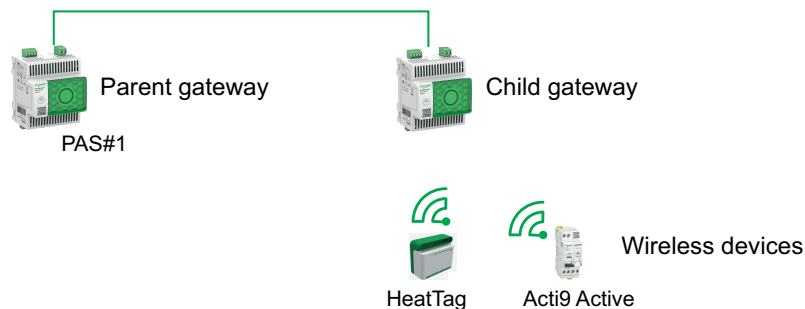 Parent gateway
Child gateway
PAS#1
Wireless devices
HeatTag
Acti9 Active